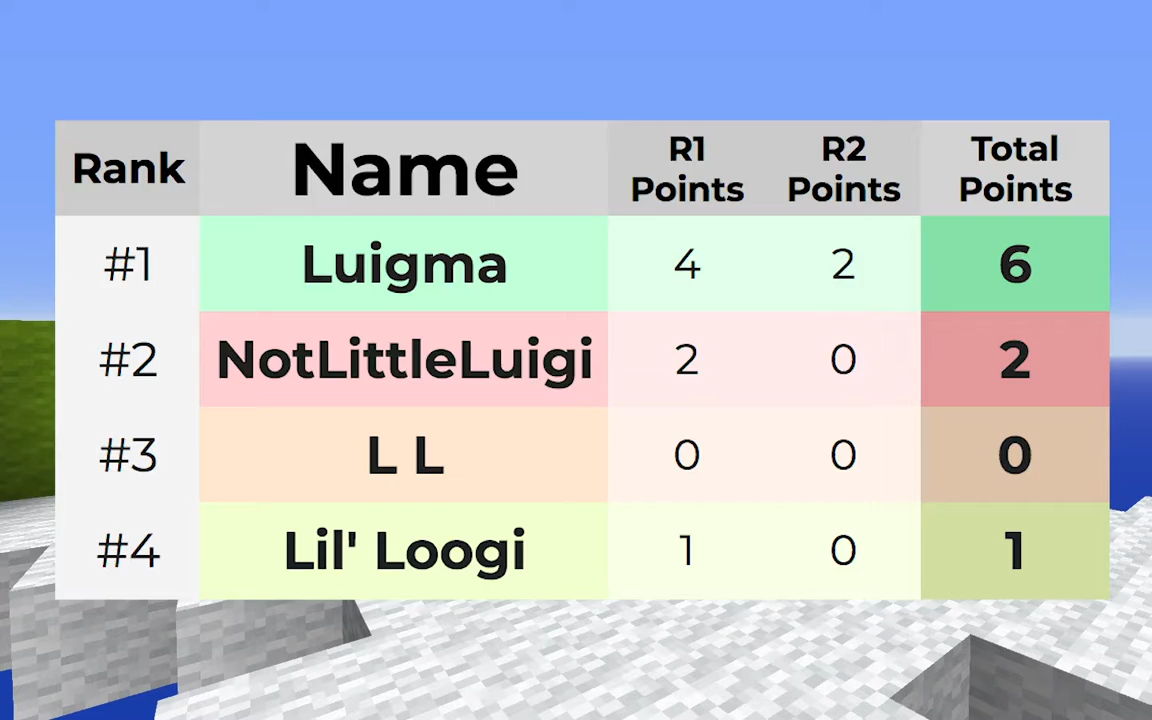 Rank Name R1 Points R2 Points Total Points
#1 Luigma 4 2 6
#2 NotLittleLuigi 2 0 2
#3 L L 0 0 0
#4 Lil' Loogi 1 0 1